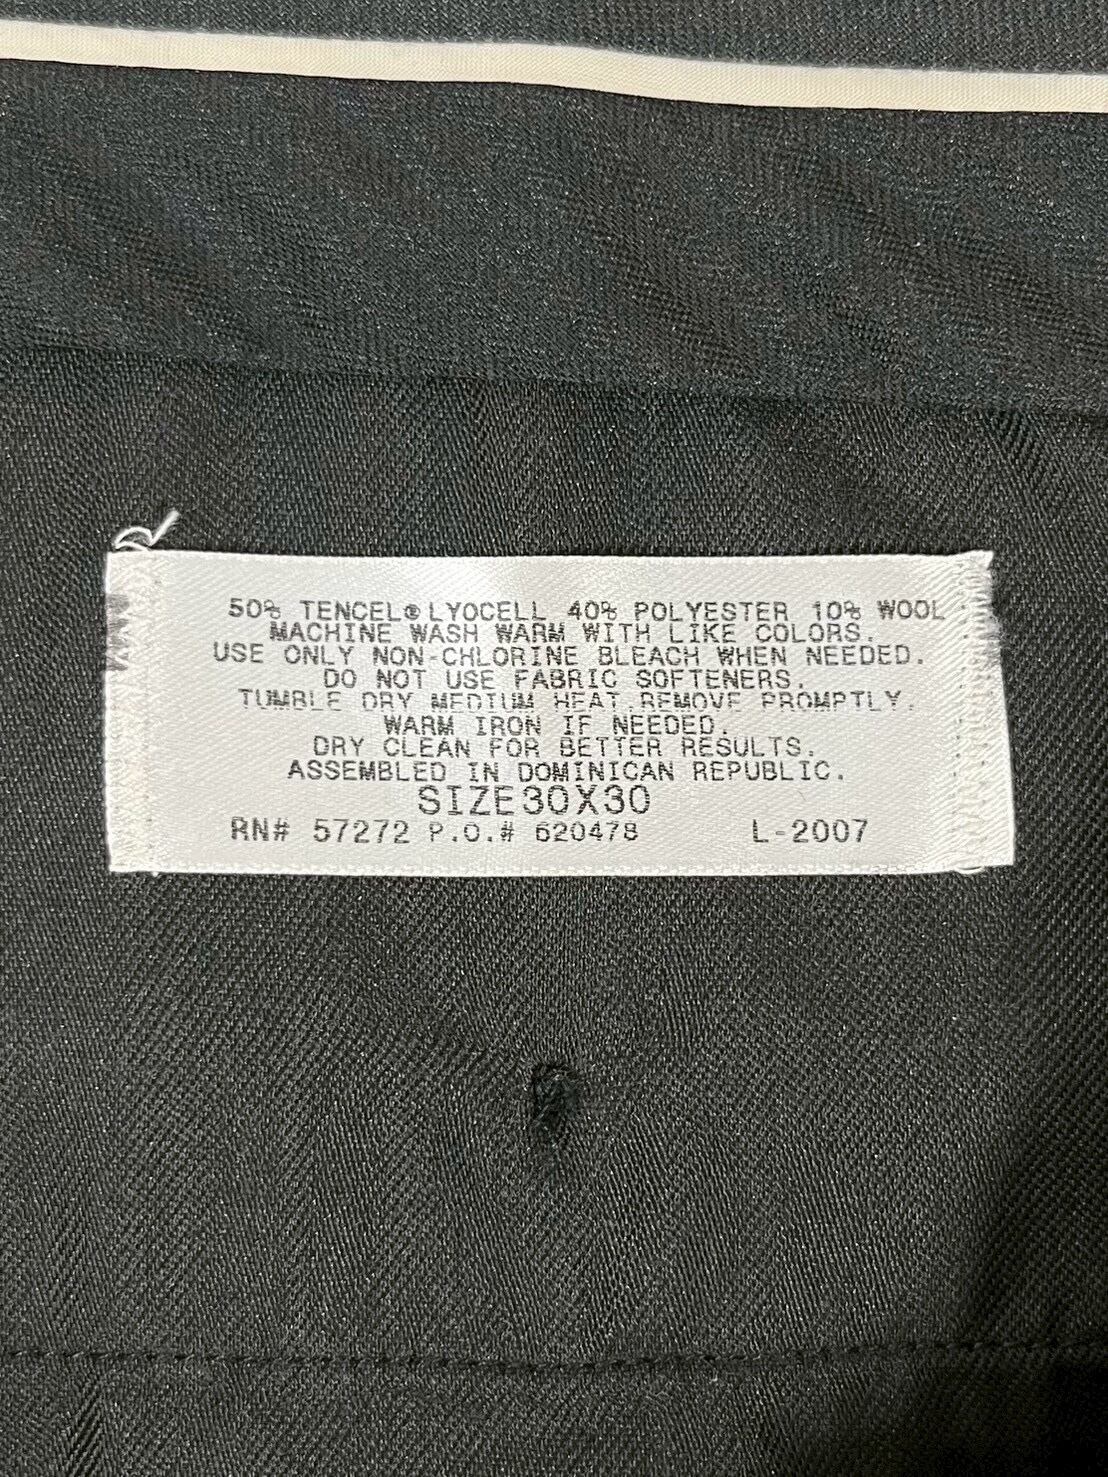 50% TENCEL® LYOCELL 40% POLYESTER 10% WOOL
MACHINE WASH WARM WITH LIKE COLORS.
USE ONLY NON-CHLORINE BLEACH WHEN NEEDED.
DO NOT USE FABRIC SOFTENERS.
TUMBLE DRY MEDIUM HEAT.REMOVE PROMPTLY.
WARM IRON IF NEEDED.
DRY CLEAN FOR BETTER RESULTS.
ASSEMBLED IN DOMINICAN REPUBLIC.
SIZE30X30
RN# 57272 P.O.# 620478 L-2007